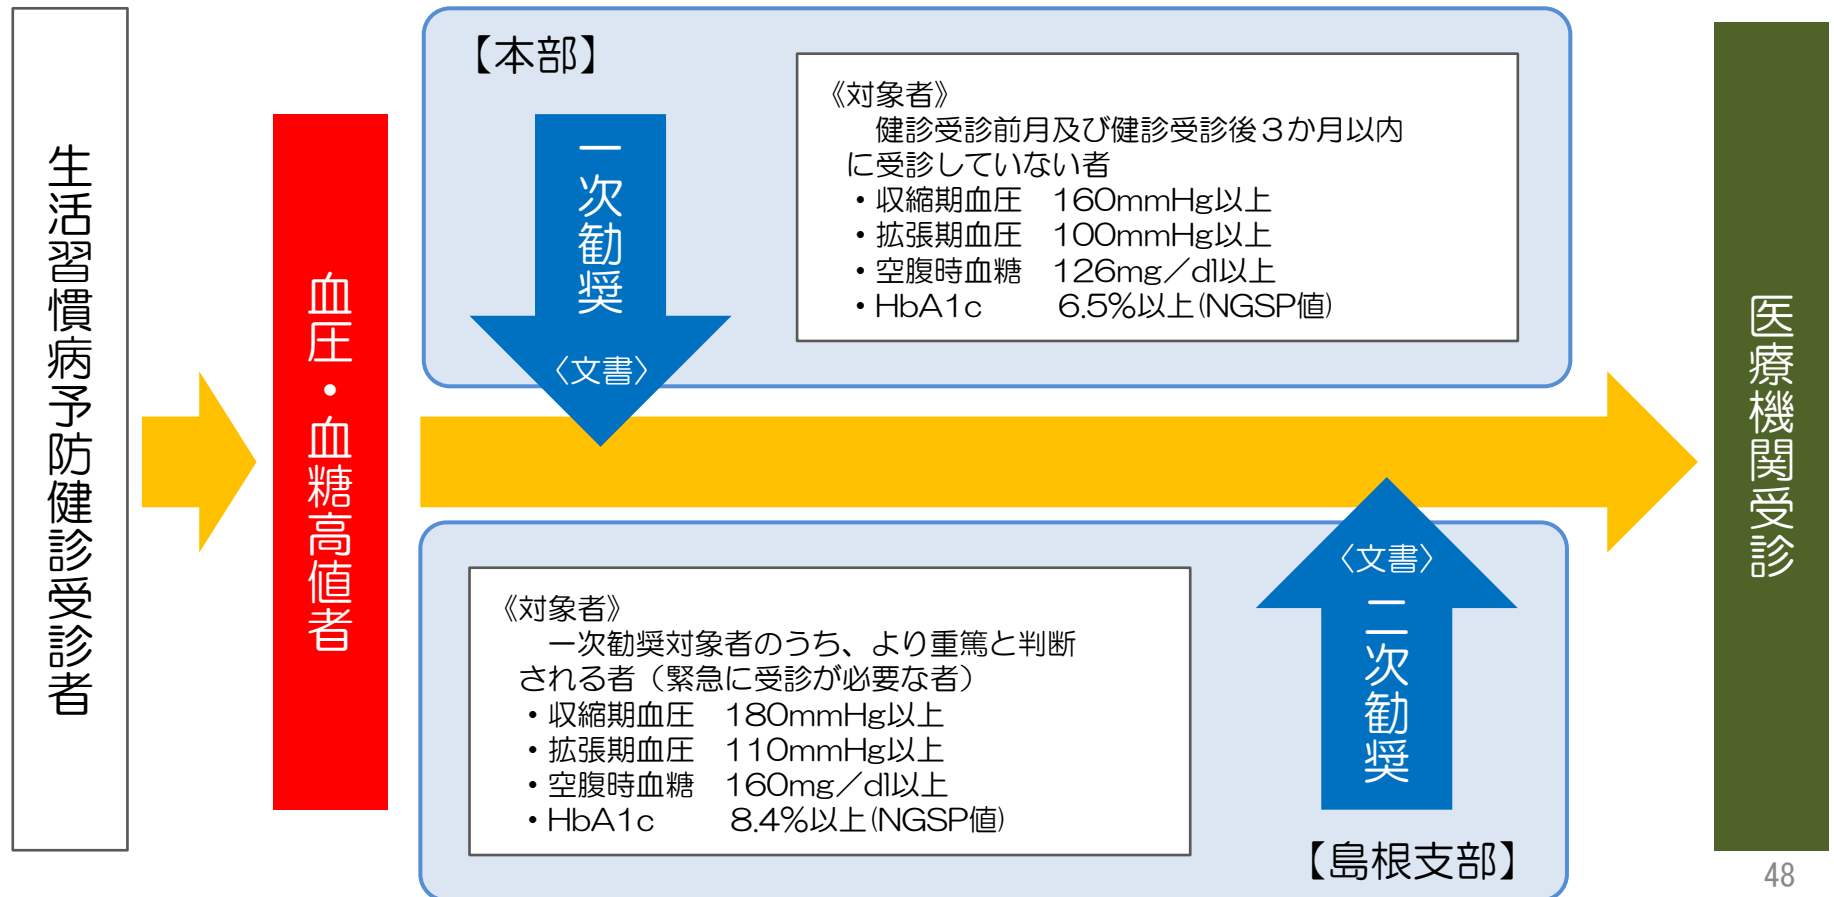 生活習慣病予防健診受診者
血圧・血糖高値者
【本部】
一次勧奨
〈文書〉
《対象者》
健診受診前月及び健診受診後３か月以内
に受診していない者
・収縮期血圧　160mmHg以上
・拡張期血圧　100mmHg以上
・空腹時血糖　126mg／dl以上
・HbA1c　　6.5%以上(NGSP値)
《対象者》
一次勧奨対象者のうち、より重篤と判断
される者（緊急に受診が必要な者）
・収縮期血圧　180mmHg以上
・拡張期血圧　110mmHg以上
・空腹時血糖　160mg／dl以上
・HbA1c　　8.4%以上(NGSP値)
〈文書〉
二次勧奨
【島根支部】
医療機関受診
48